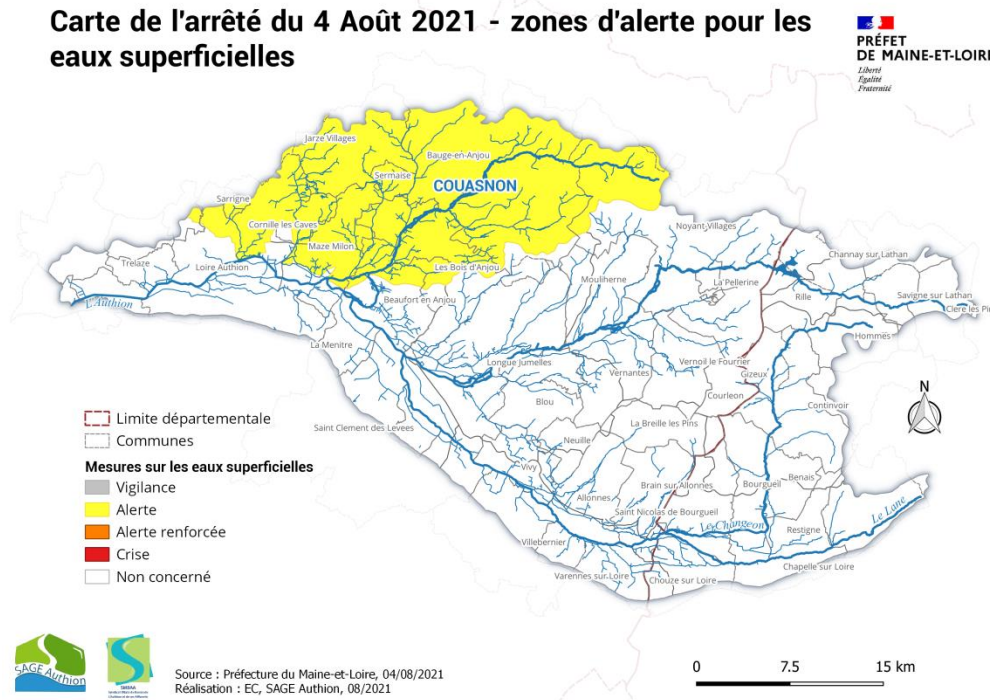 Carte de l'arrêté du 4 Août 2021 - zones d'alerte pour les
eaux superficielles
PRÉFET
DE MAINE-ET-LOIRE
Liberté
Égalité
Fraternité
Jarze Villages
Bauge-en-Anjou
Sermaise
COUASNON
Sarrigne
Cornille les Caves
Maze Milon
Noyant-Villages
Trelaze
Loire Authion
Les Bois d'Anjou
Mouliherne
Channay sur Lathan
La Pellerine
Rille
Savigne sur Lathan
L'Authion
Beaufort en Anjou
Clere les Pin
Hommes
La Menitre
Longue Jumelles
Vernoil le Fourrier
Gizeux
Vernantes
Courleon
Continvoir
Blou
N
Saint Clement des Levees
La Breille les Pins
Neuille
Vivy
Brain sur Allonnes
Bourgueil
Benais
Allonnes
Saint Nicolas de Bourgueil
Le Changeon
Restigne
Le Lane
Villebernier
Varennes sur Loire
Chouze sur Loire
Chapelle sur Loire
Limite départementale
Communes
Mesures sur les eaux superficielles
Vigilance
Alerte
Alerte renforcée
Crise
Non concerné
SAGE Authion
Source : Préfecture du Maine-et-Loire, 04/08/2021
Réalisation : EC, SAGE Authion, 08/2021
0 7.5 15 km